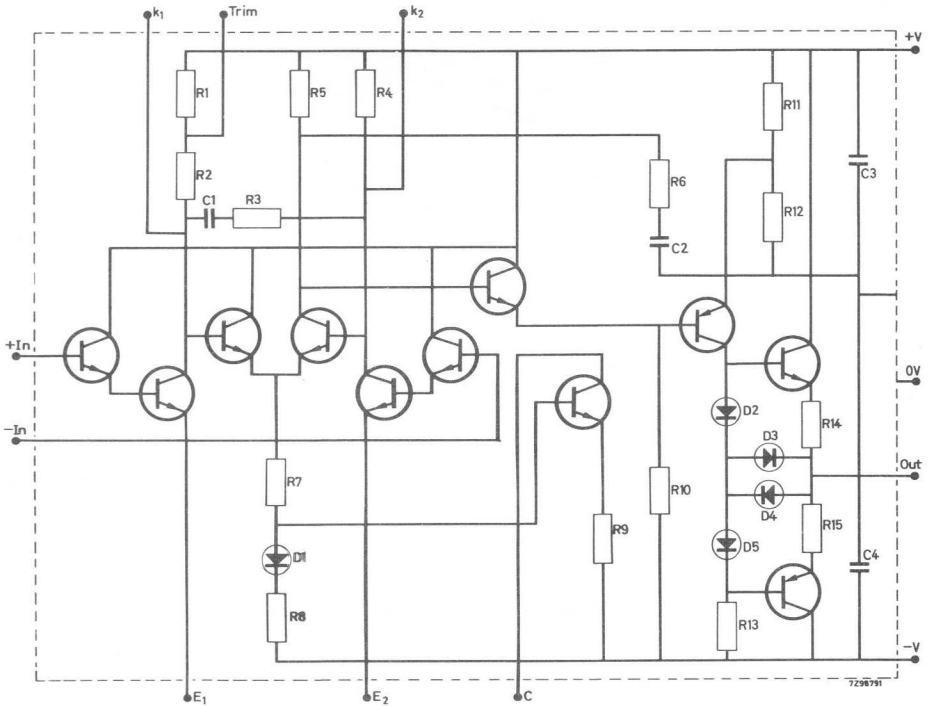 k1 Trim k2
+V
R1 R5 R4 R11
R2 R6 C3
C1 R3 R12
C2
+In
0V
D2 R14
-In D3
Out
R7 R10 D4
R9 R15
D1 D5 C4
R8 R13
-V
7Z98791
E1 E2 C